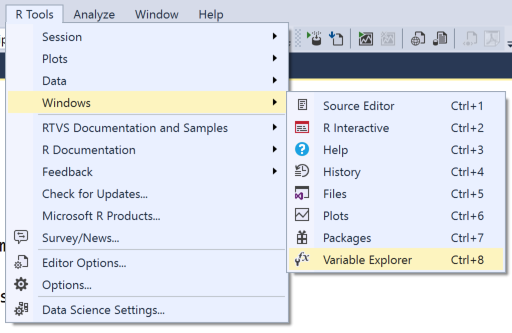 R Tools Analyze Window Help
Session
Plots
Data
Windows
RTVS Documentation and Samples
R Documentation
Feedback
Check for Updates...
Microsoft R Products...
Survey/News...
Editor Options...
Options...
Data Science Settings...
Source Editor Ctrl+1
R Interactive Ctrl+2
Help Ctrl+3
History Ctrl+4
Files Ctrl+5
Plots Ctrl+6
Packages Ctrl+7
Variable Explorer Ctrl+8